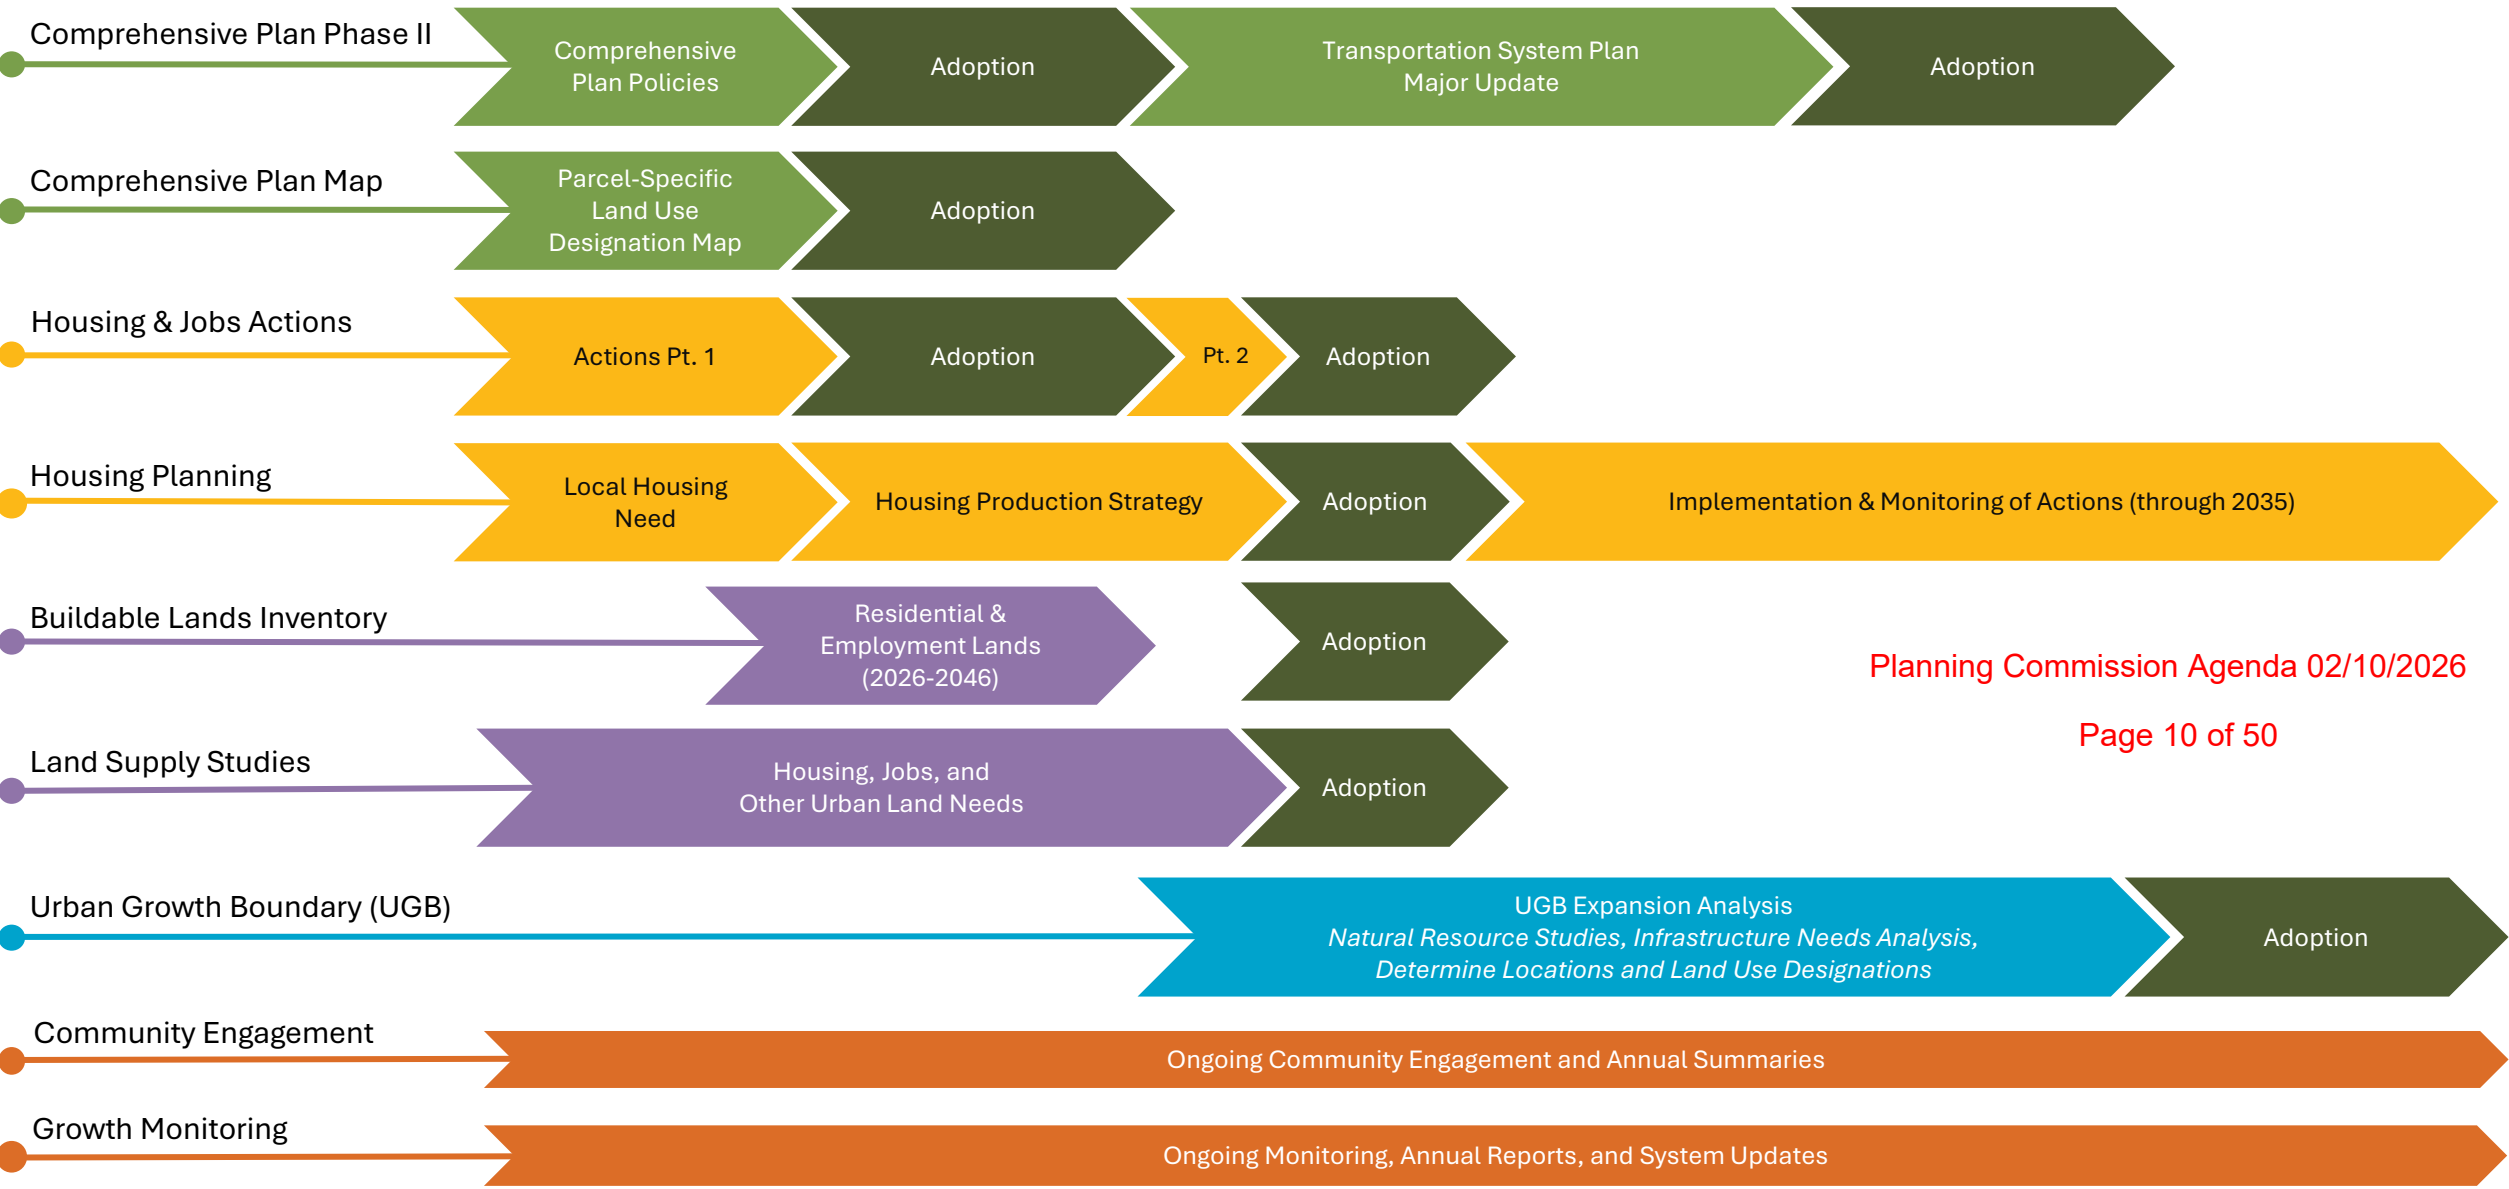 Comprehensive Plan Phase II
Comprehensive
Plan Policies
Adoption
Transportation System Plan
Major Update
Adoption
Comprehensive Plan Map
Parcel-Specific
Land Use
Designation Map
Adoption
Housing & Jobs Actions
Actions Pt. 1
Adoption
Pt. 2
Adoption
Housing Planning
Local Housing
Need
Housing Production Strategy
Adoption
Implementation & Monitoring of Actions (through 2035)
Buildable Lands Inventory
Residential &
Employment Lands
(2026-2046)
Adoption
Planning Commission Agenda 02/10/2026
Page 10 of 50
Land Supply Studies
Housing, Jobs, and
Other Urban Land Needs
Adoption
Urban Growth Boundary (UGB)
UGB Expansion Analysis
Natural Resource Studies, Infrastructure Needs Analysis,
Determine Locations and Land Use Designations
Adoption
Community Engagement
Ongoing Community Engagement and Annual Summaries
Growth Monitoring
Ongoing Monitoring, Annual Reports, and System Updates